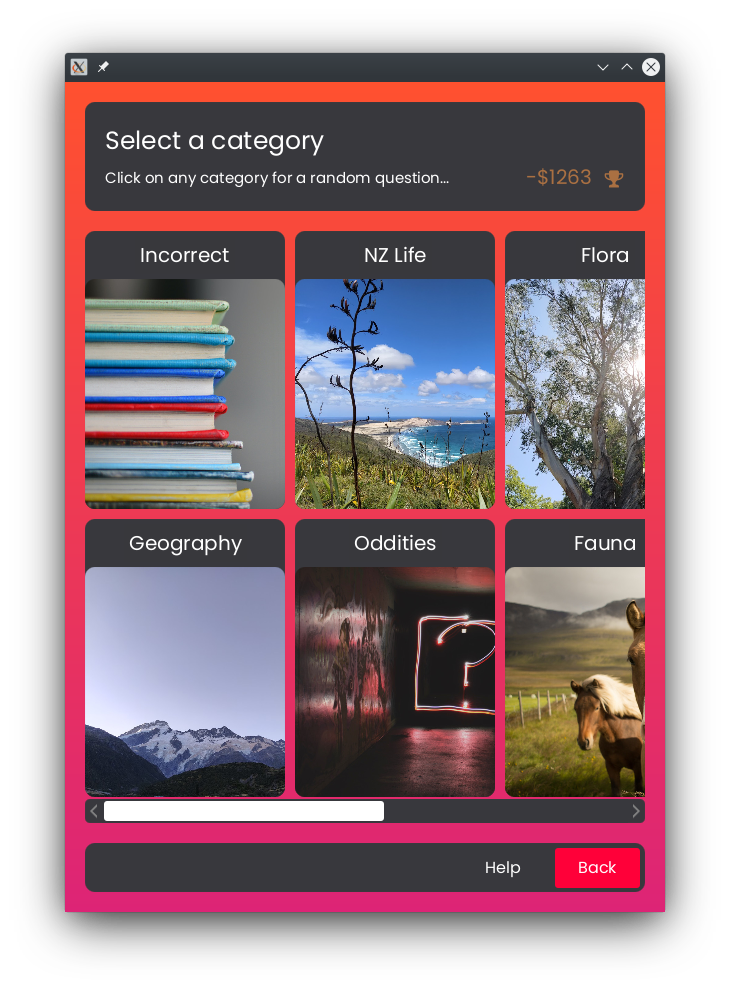 Select a category
Click on any category for a random question...
-$1263
Incorrect
NZ Life
Flora
Geography
Oddities
Fauna
Help
Back